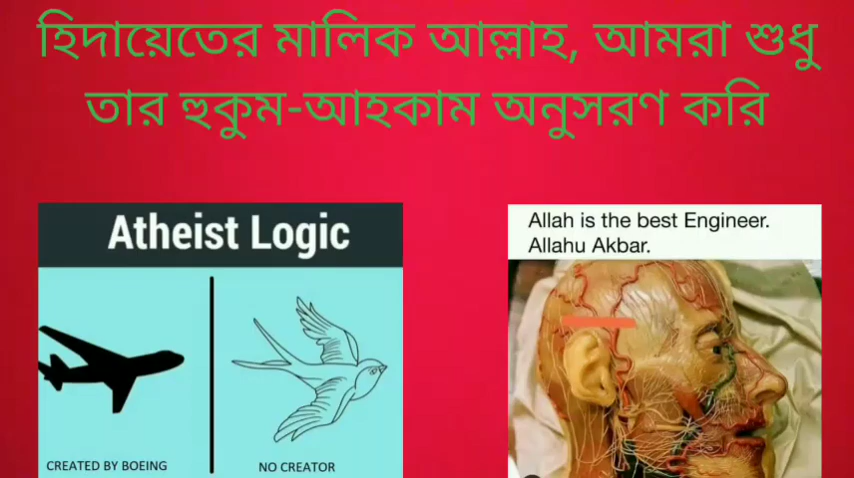 হিদায়েতের মালিক আল্লাহ, আমরা শুধু
তার হুকুম-আহকাম অনুসরণ করি
Atheist Logic
CREATED BY BOEING
NO CREATOR
Allah is the best Engineer.
Allahu Akbar.